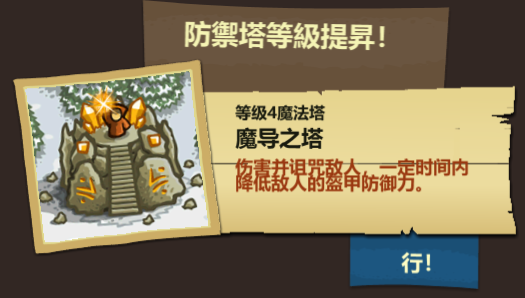 防禦塔等級提昇！
等级4魔法塔
魔导之塔
伤害并诅咒敌人，一定时间内
降低敌人的盔甲防御力。
行！